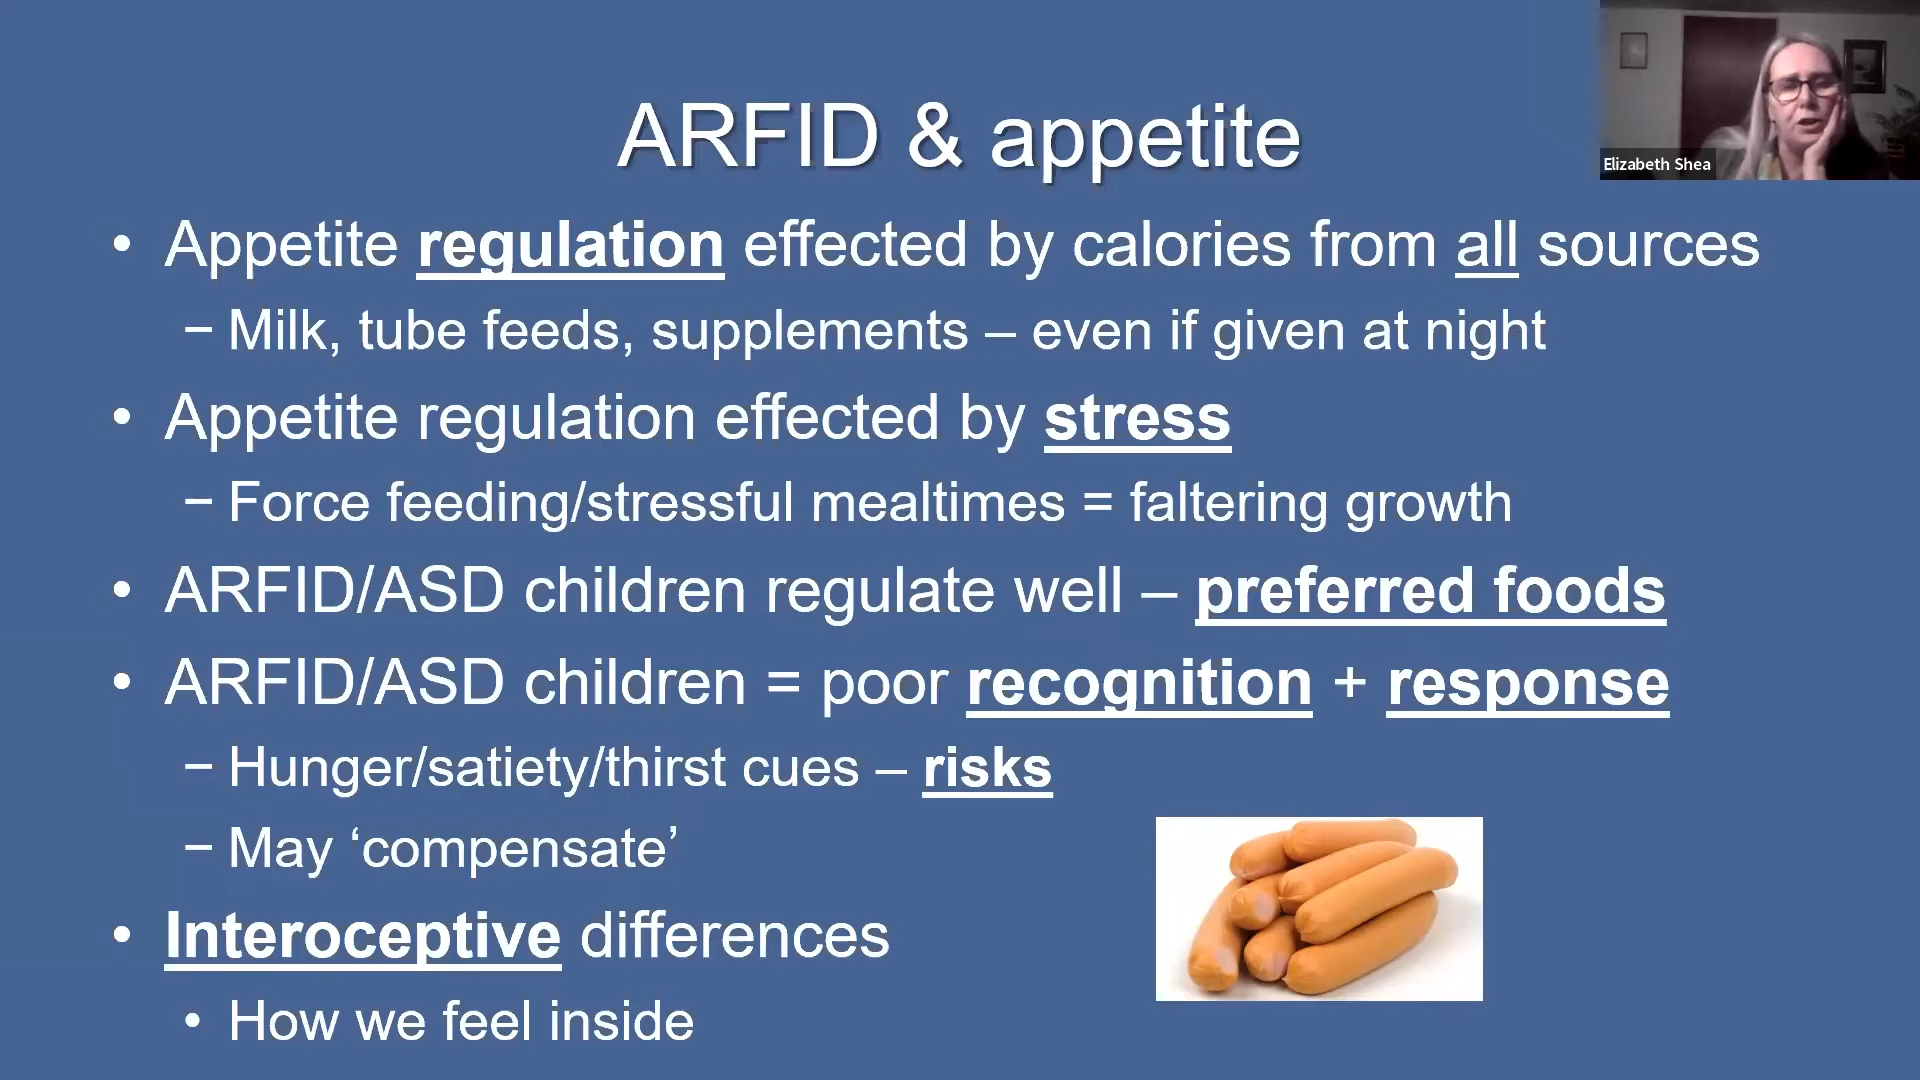 ARFID & appetite
Elizabeth Shea
• Appetite regulation effected by calories from all sources
– Milk, tube feeds, supplements – even if given at night
• Appetite regulation effected by stress
– Force feeding/stressful mealtimes = faltering growth
• ARFID/ASD children regulate well – preferred foods
• ARFID/ASD children = poor recognition + response
– Hunger/satiety/thirst cues – risks
– May ‘compensate’
• Interoceptive differences
• How we feel inside